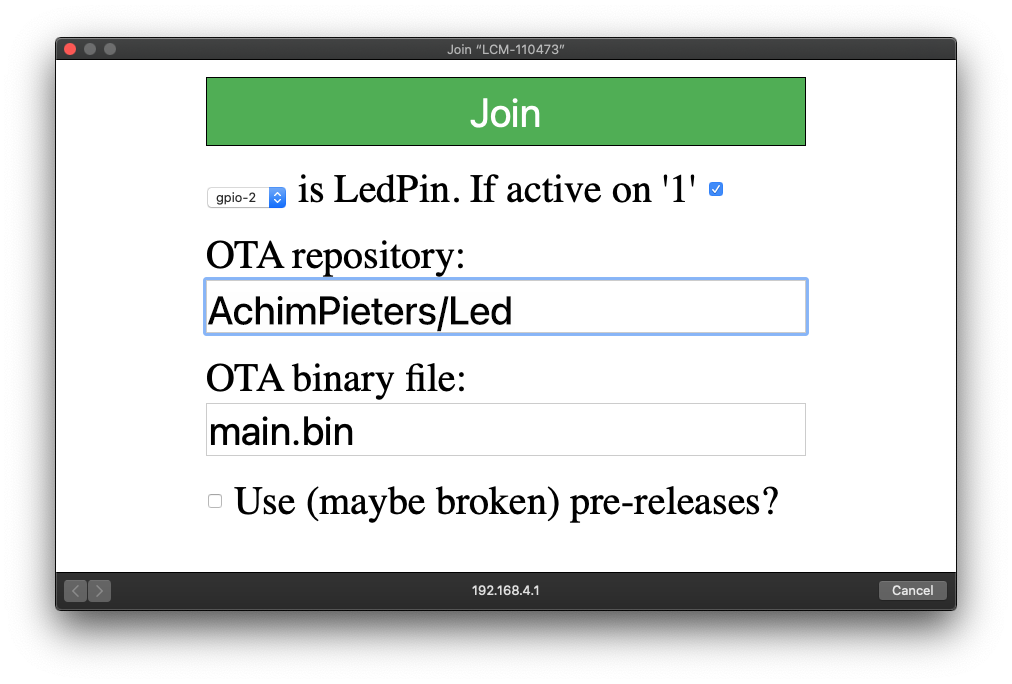 Join “LCM-110473”
Join
gpio-2 is LedPin. If active on '1'
OTA repository:
AchimPieters/Led
OTA binary file:
main.bin
Use (maybe broken) pre-releases?
192.168.4.1
Cancel